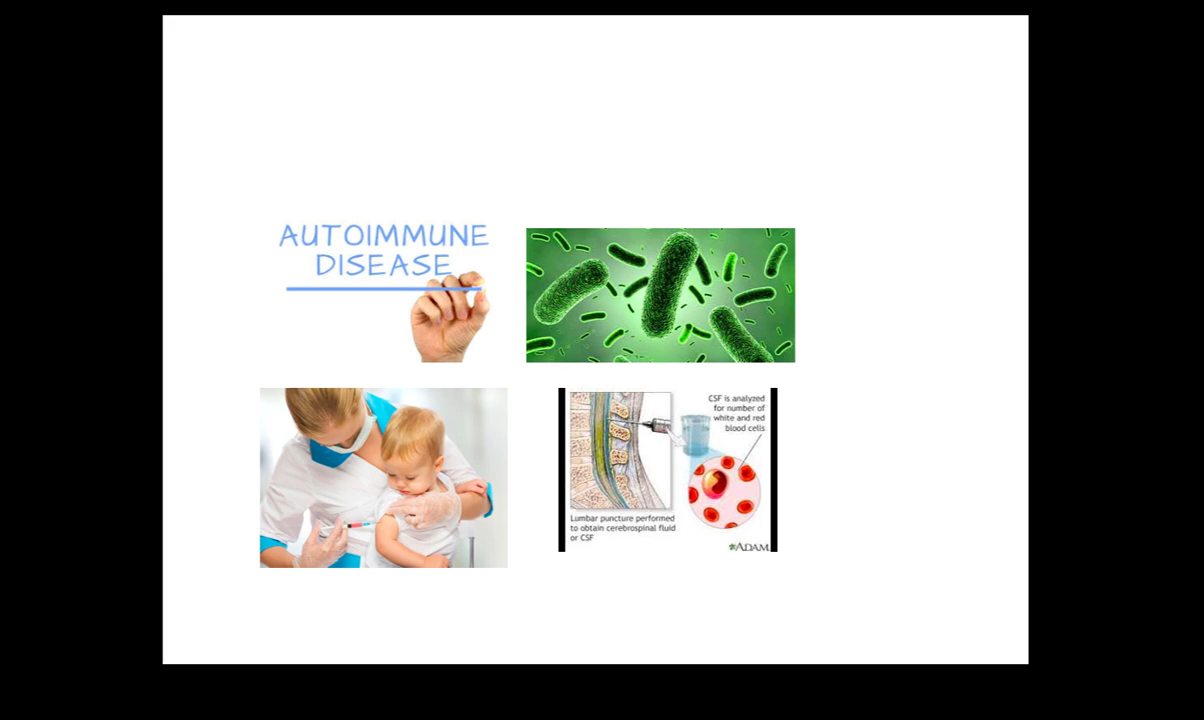 AUTOIMMUNE
DISEASE
CSF is analyzed
for number of
white and red
blood cells
Lumbar puncture performed
to obtain cerebrospinal fluid
or CSF
ADAM.